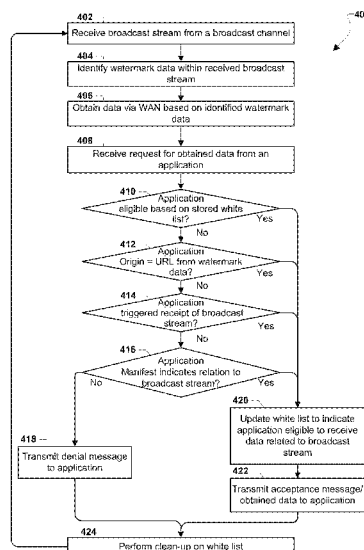 402
Receive broadcast stream from a broadcast channel
404
Identify watermark data within received broadcast
stream
406
Obtain data via WAN based on identified watermark
data
408
Receive request for obtained data from an
application
410
Application
eligible based on stored white
list?
Yes
No
412
Application
Origin = URL from watermark
data?
Yes
No
414
Application
triggered receipt of broadcast
stream?
Yes
No
416
Application
Manifest indicates relation to
broadcast stream?
No
Yes
420
Update white list to indicate
application eligible to receive
data related to broadcast
stream
418
Transmit denial message
to application
422
Transmit acceptance message/
obtained data to application
424
Perform clean-up on white list